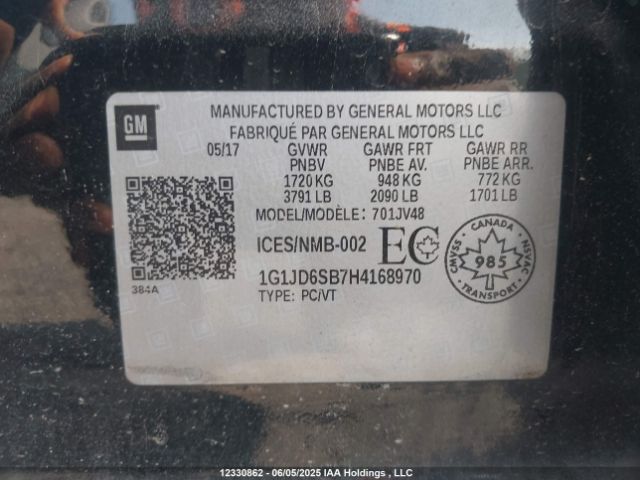 GM
MANUFACTURED BY GENERAL MOTORS LLC
FABRIQUÉ PAR GENERAL MOTORS LLC
05/17 GVWR GAWR FRT GAWR RR
PNBV PNBE AV. PNBE ARR.
1720 KG 948 KG 772 KG
3791 LB 2090 LB 1701 LB
MODEL/MODÈLE: 701JV48
ICES/NMB-002 EC
CANADA
CMVSS 985 NSVAC
TRANSPORT
1G1JD6SB7H4168970
384A
TYPE: PC/VT
12330862 - 06/05/2025 IAA Holdings , LLC